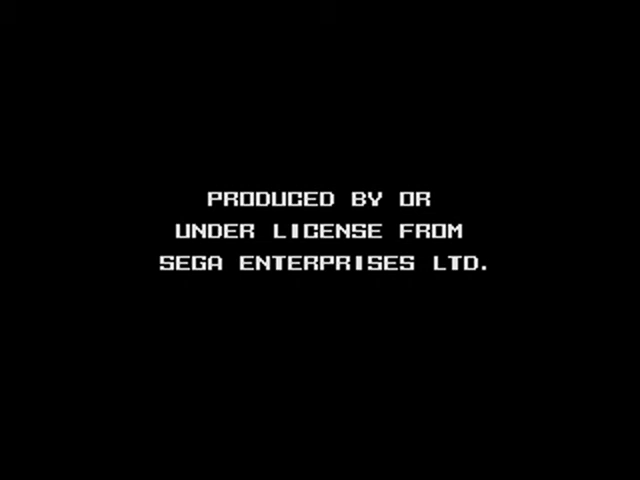 PRODUCED BY OR
UNDER LICENSE FROM
SEGA ENTERPRISES LTD.